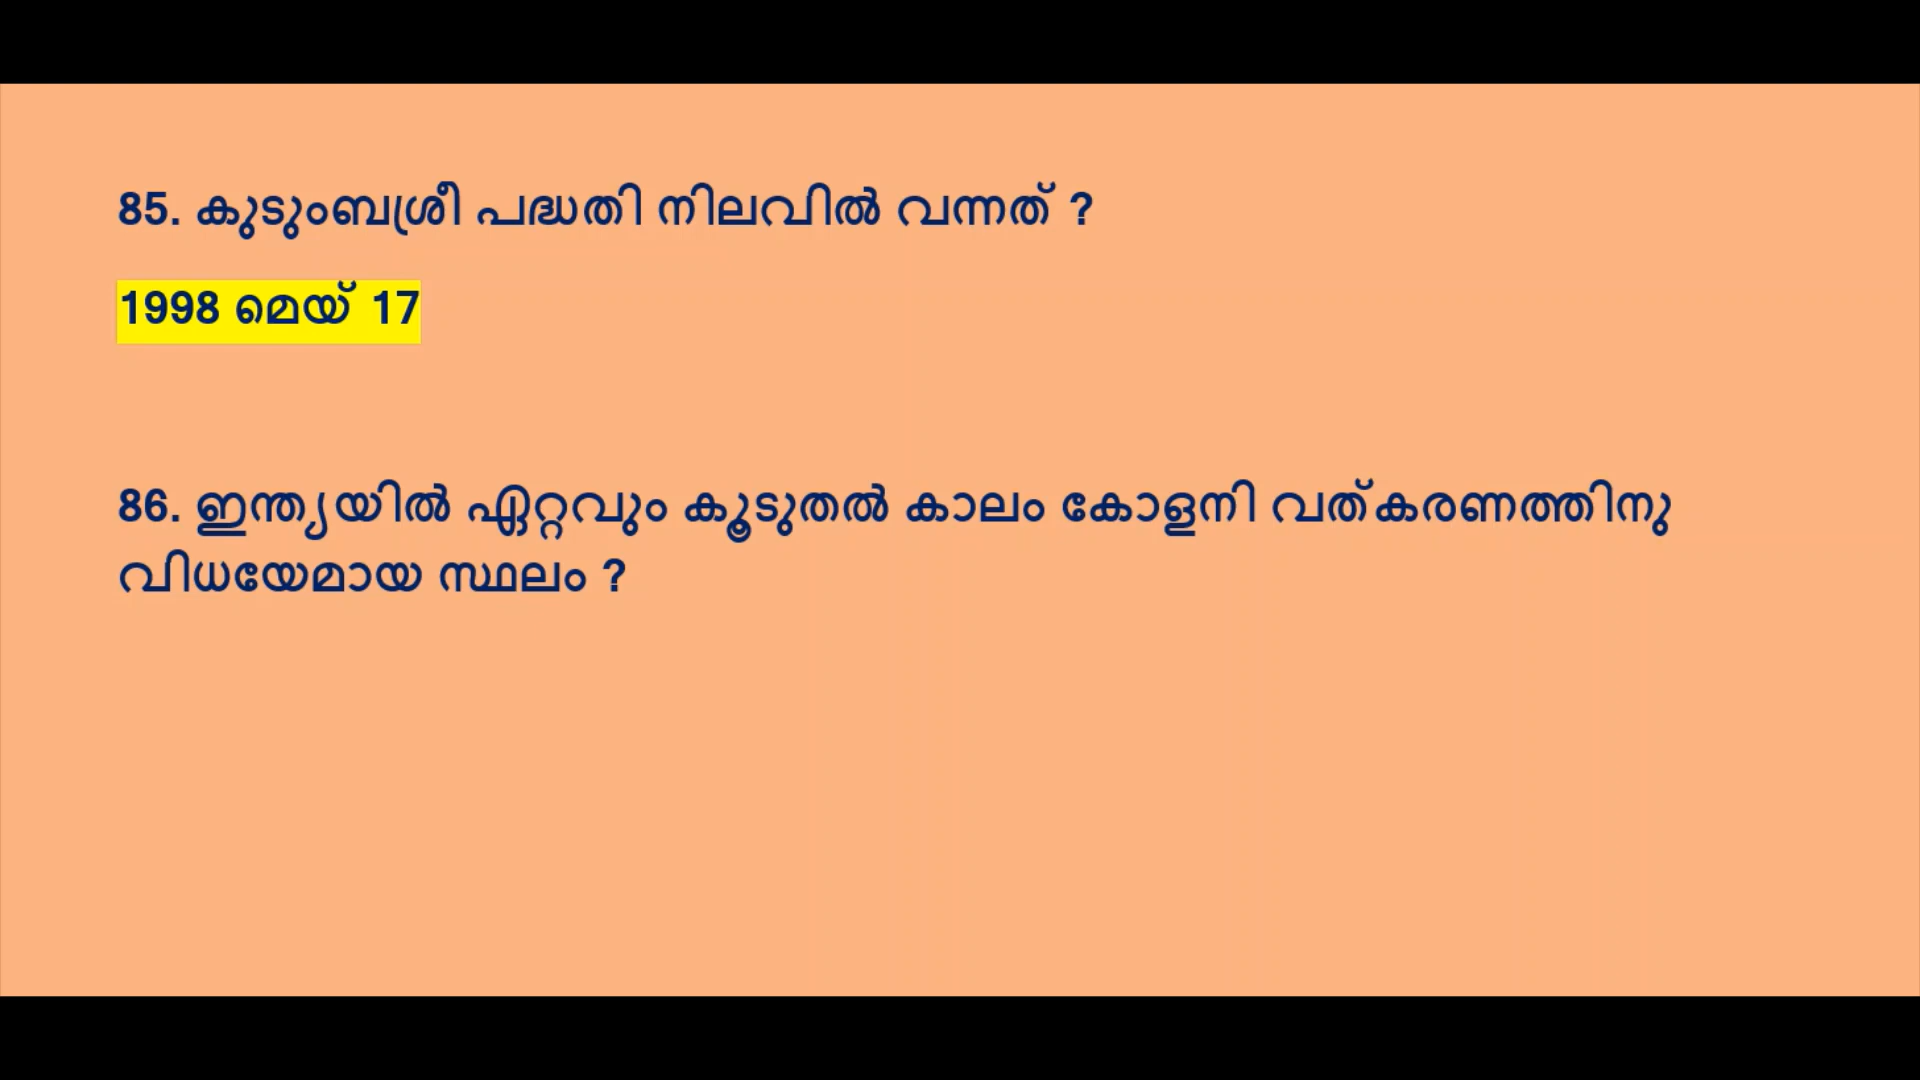 85. കുടുംബശ്രീ പദ്ധതി നിലവിൽ വന്നത് ?
1998 മെയ് 17
86. ഇന്ത്യയിൽ ഏറ്റവും കൂടുതൽ കാലം കോളനി വത്കരണത്തിനു
വിധയേമായ സ്ഥലം ?